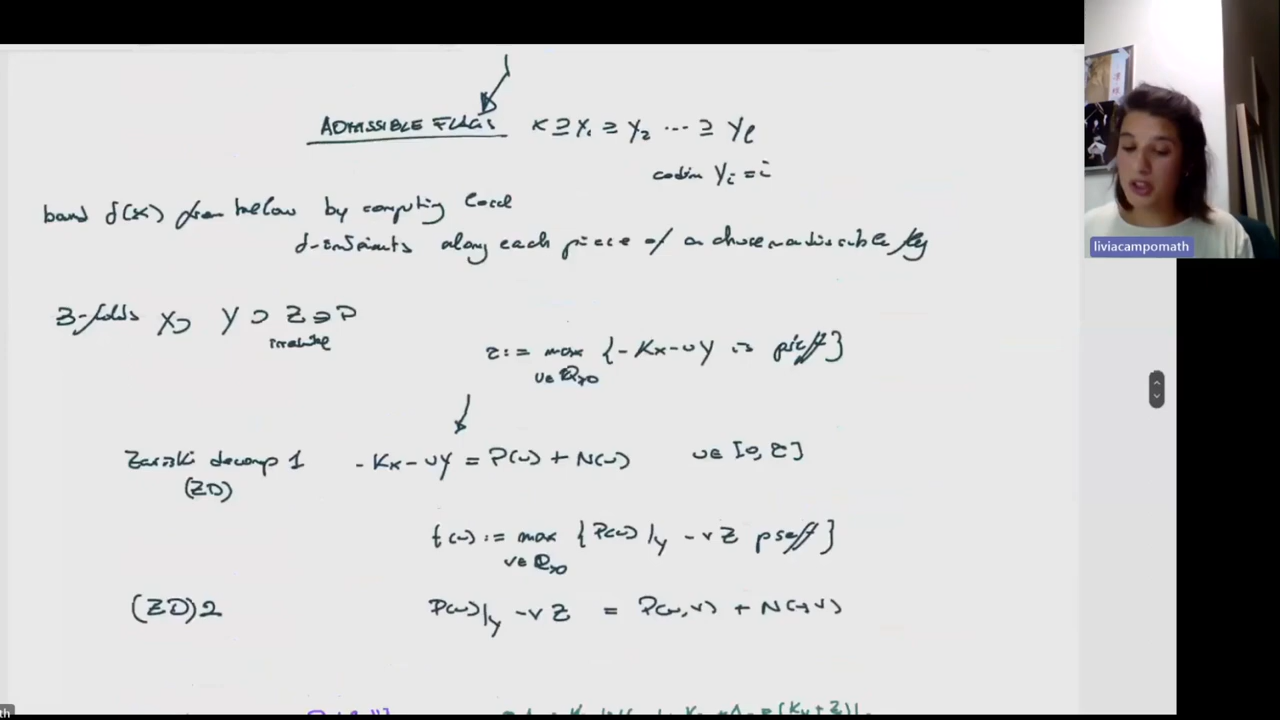 ADMISSIBLE FLAGS X ⊇ Y₁ ⊇ Y₂ ⋯ ⊇ Yℓ
codim Yᵢ = i
bound δ(X) from below by computing local
δ-invariants along each piece of a chosen admissible flag
3-folds X ⊃ Y ⊃ Z ∋ P
irreducible
τ := max {-Kx - uY is pseff}
u ∈ ℚ>0
Zariski decomp 1 -Kx - uY = P(u) + N(u) u ∈ [0, τ]
(ZD)
t(u) := max {P(u)|Y - vZ pseff}
v ∈ ℚ>0
(ZD)2 P(u)|Y - vZ = P(u,v) + N(u,v)
liviacampomath